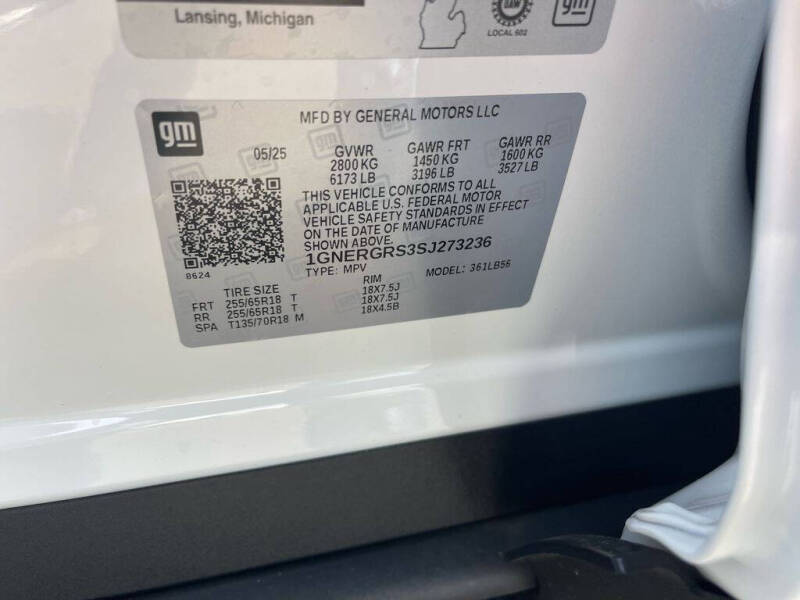 Lansing, Michigan
UAW
LOCAL 602
gm
gm
MFD BY GENERAL MOTORS LLC
05/25 GVWR GAWR FRT GAWR RR
2800 KG 1450 KG 1600 KG
6173 LB 3196 LB 3527 LB
THIS VEHICLE CONFORMS TO ALL
APPLICABLE U.S. FEDERAL MOTOR
VEHICLE SAFETY STANDARDS IN EFFECT
ON THE DATE OF MANUFACTURE
SHOWN ABOVE.
1GNERGRS3SJ273236
8624
TYPE: MPV MODEL: 361LB56
TIRE SIZE RIM
FRT 255/65R18 T 18X7.5J
RR 255/65R18 T 18X7.5J
SPA T135/70R18 M 18X4.5B